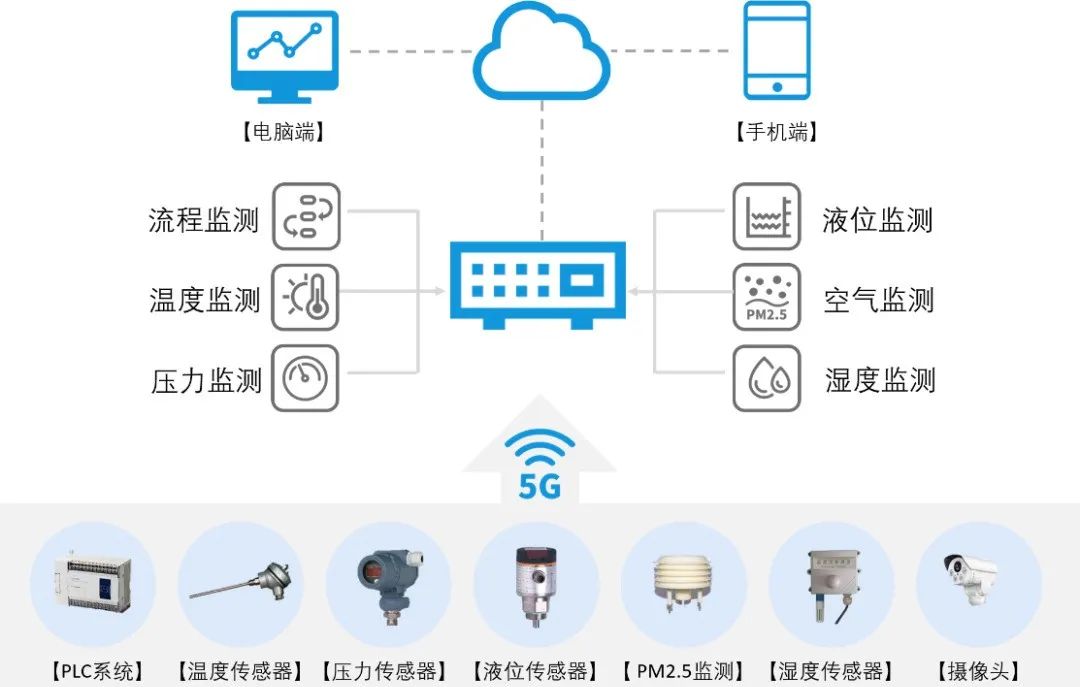 【电脑端】
【手机端】
流程监测
液位监测
温度监测
空气监测
PM2.5
压力监测
湿度监测
5G
【PLC系统】
【温度传感器】
【压力传感器】
【液位传感器】
【 PM2.5监测】
【湿度传感器】
【摄像头】